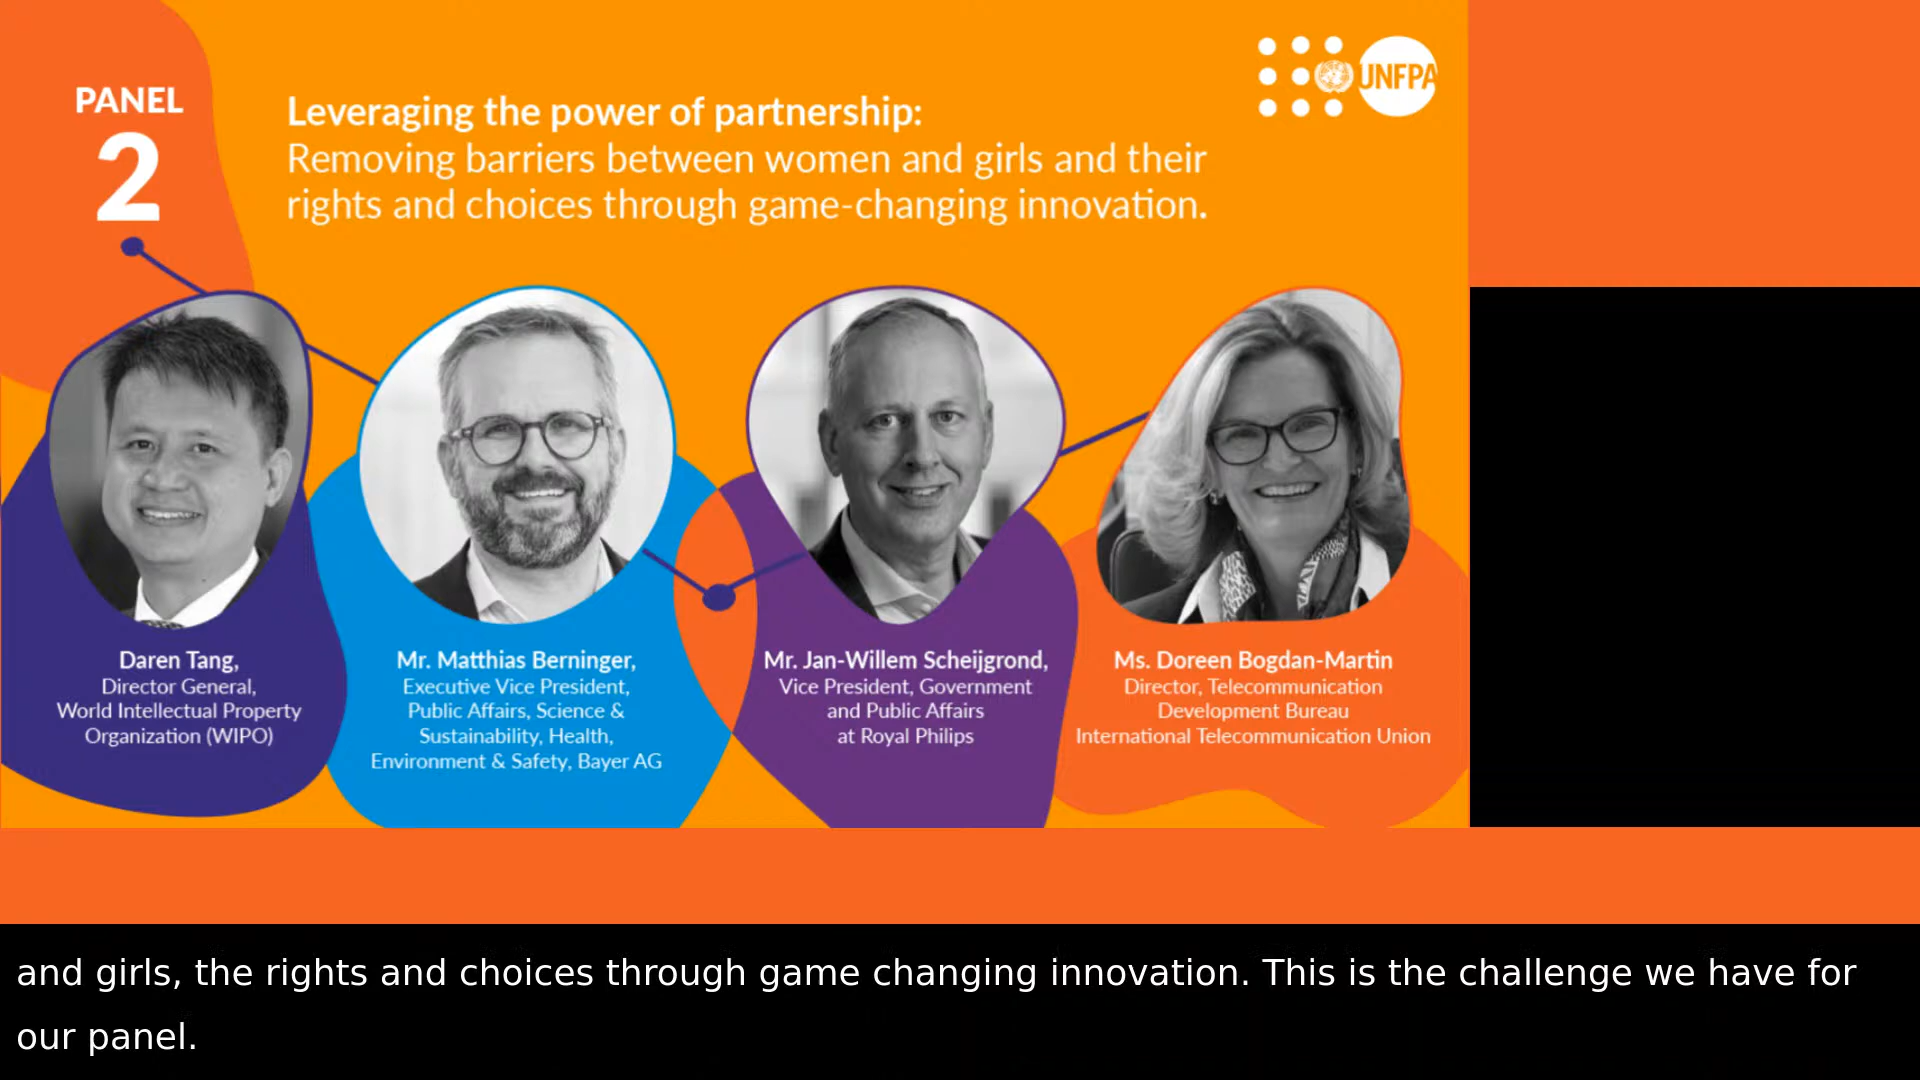 PANEL
2
Leveraging the power of partnership:
Removing barriers between women and girls and their
rights and choices through game-changing innovation.
UNFPA
Daren Tang,
Director General,
World Intellectual Property
Organization (WIPO)
Mr. Matthias Berninger,
Executive Vice President,
Public Affairs, Science &
Sustainability, Health,
Environment & Safety, Bayer AG
Mr. Jan-Willem Scheijgrond,
Vice President, Government
and Public Affairs
at Royal Philips
Ms. Doreen Bogdan-Martin
Director, Telecommunication
Development Bureau
International Telecommunication Union
and girls, the rights and choices through game changing innovation. This is the challenge we have for
our panel.